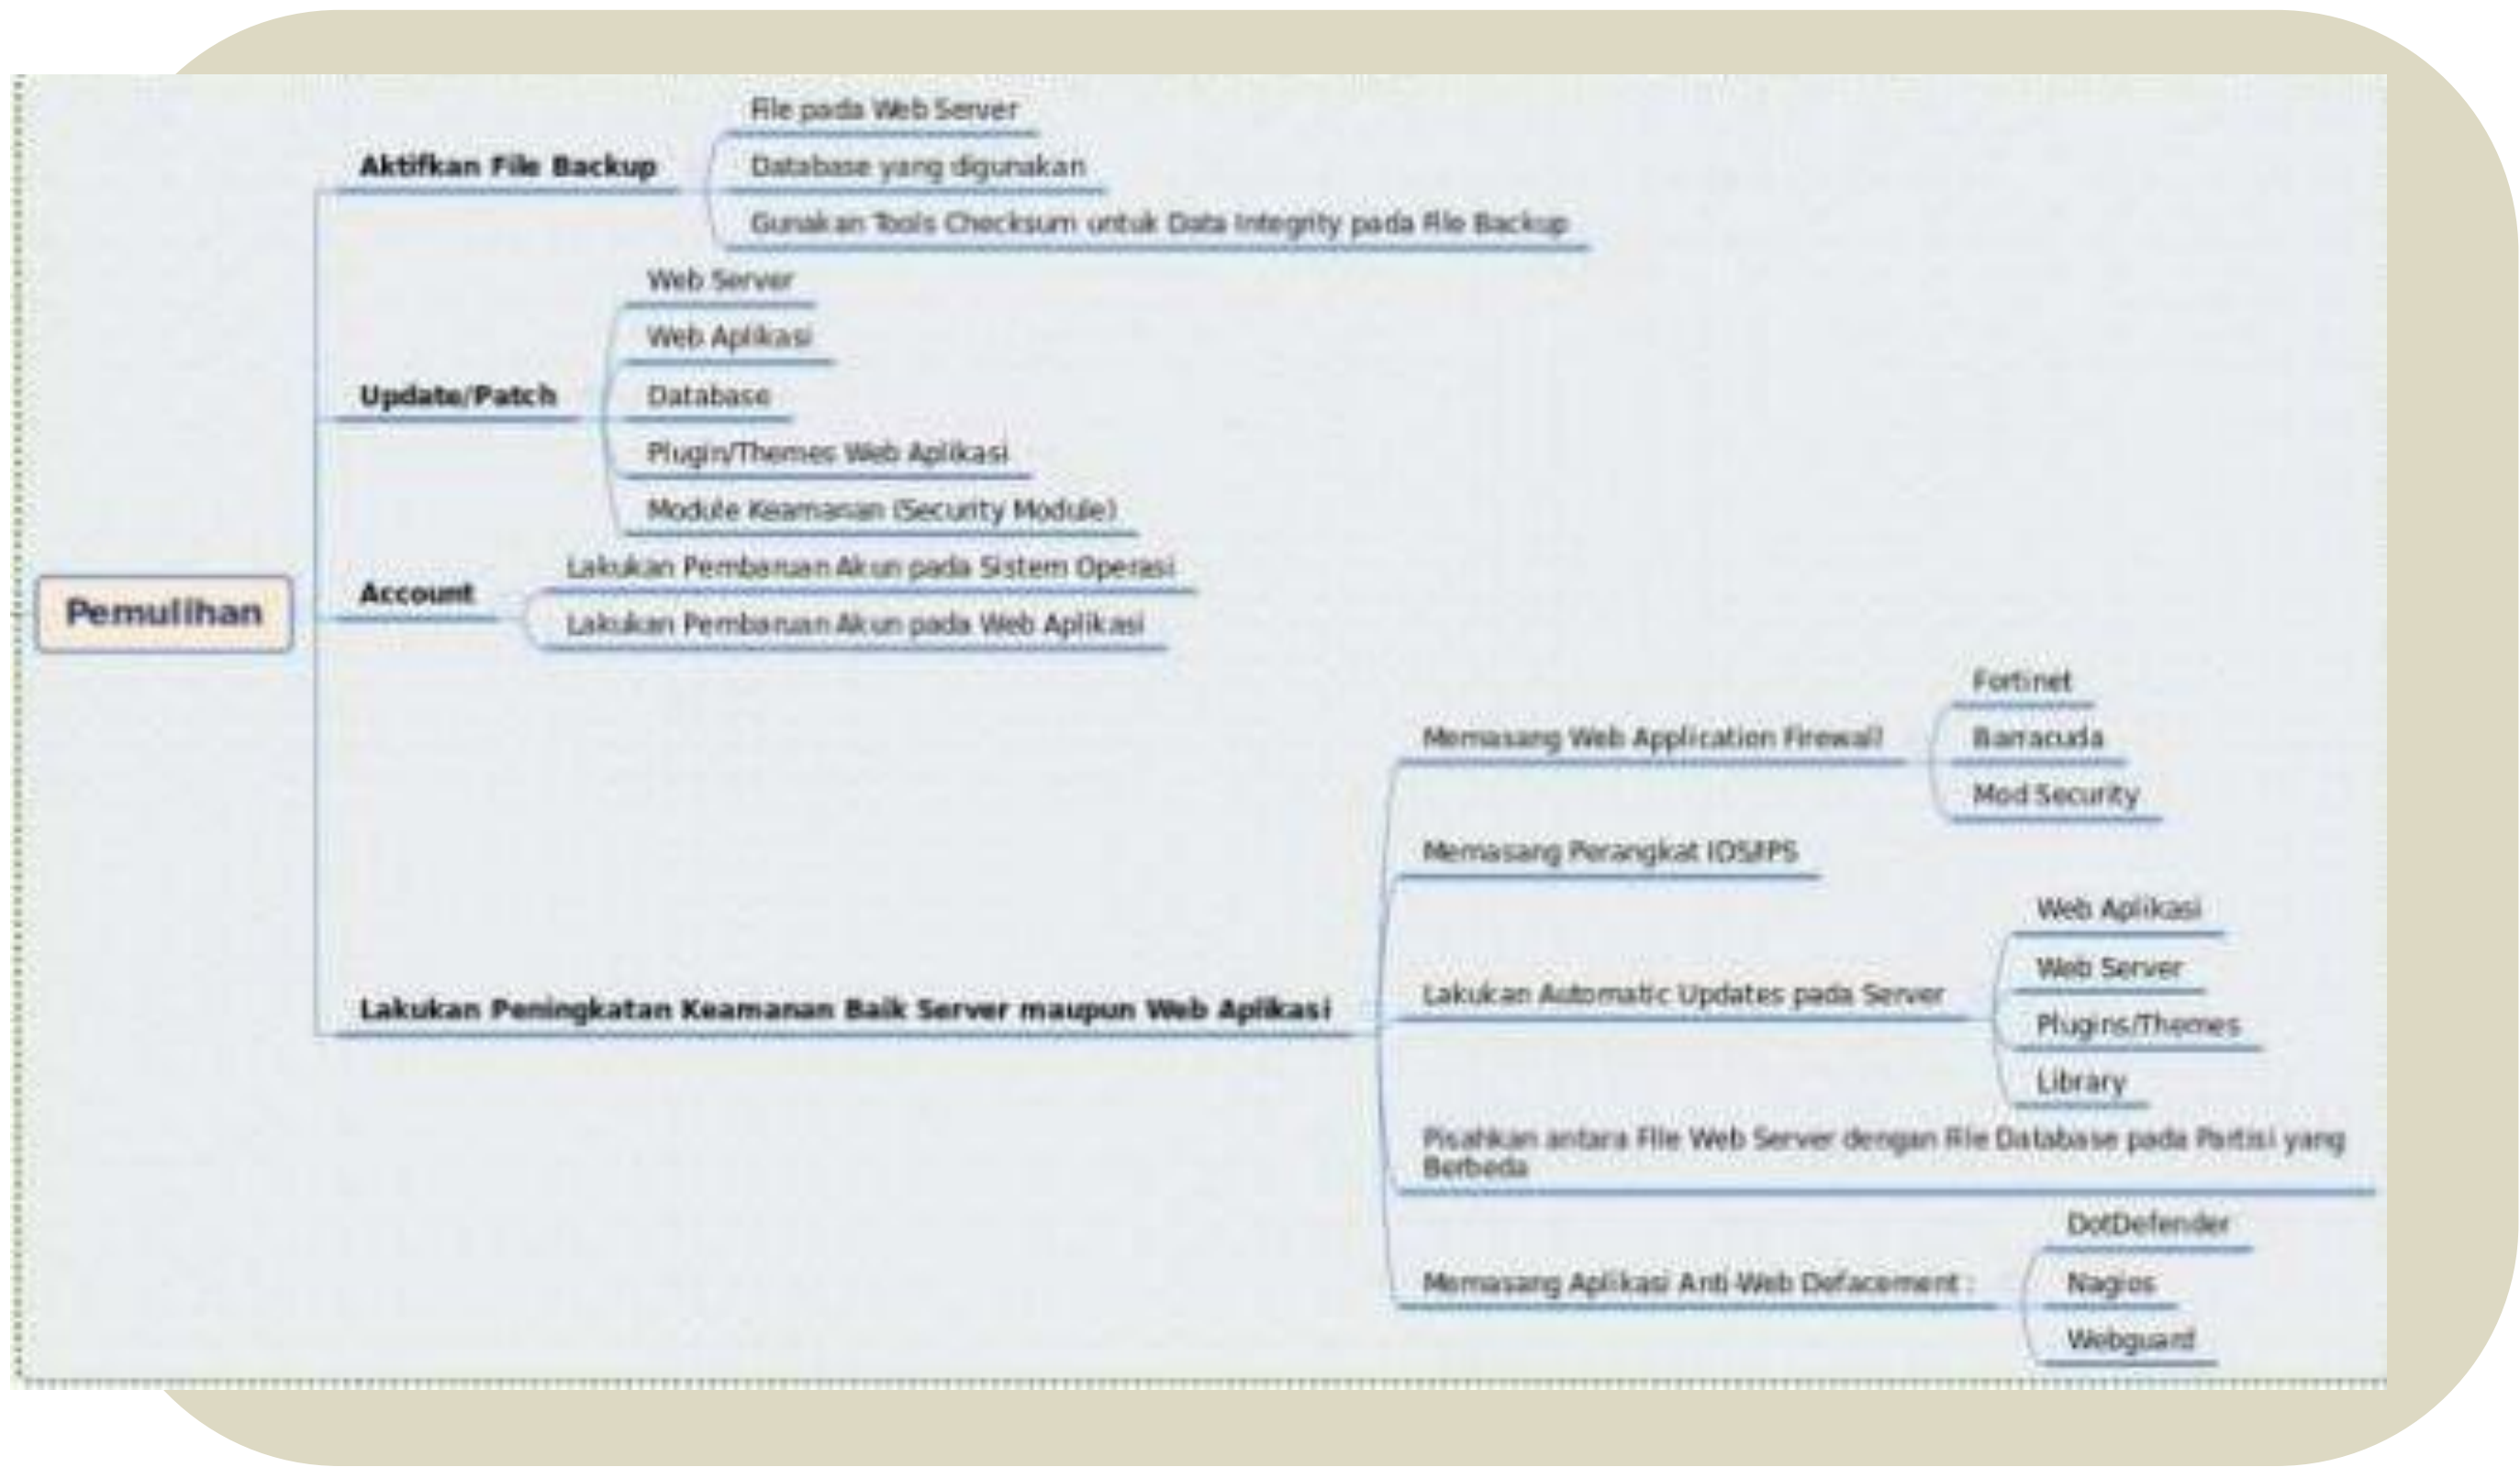 Pemulihan
Aktifkan File Backup
File pada Web Server
Database yang digunakan
Gunakan Tools Checksum untuk Data Integrity pada File Backup
Update/Patch
Web Server
Web Aplikasi
Database
Plugin/Themes Web Aplikasi
Module Keamanan (Security Module)
Account
Lakukan Pembaruan Akun pada Sistem Operasi
Lakukan Pembaruan Akun pada Web Aplikasi
Lakukan Peningkatan Keamanan Baik Server maupun Web Aplikasi
Memasang Web Application Firewall
Fortinet
Barracuda
Mod Security
Memasang Perangkat IDS/IPS
Lakukan Automatic Updates pada Server
Web Aplikasi
Web Server
Plugins/Themes
Library
Pisahkan antara File Web Server dengan File Database pada Partisi yang
Berbeda
Memasang Aplikasi Anti-Web Defacement :
DotDefender
Nagios
Webguard